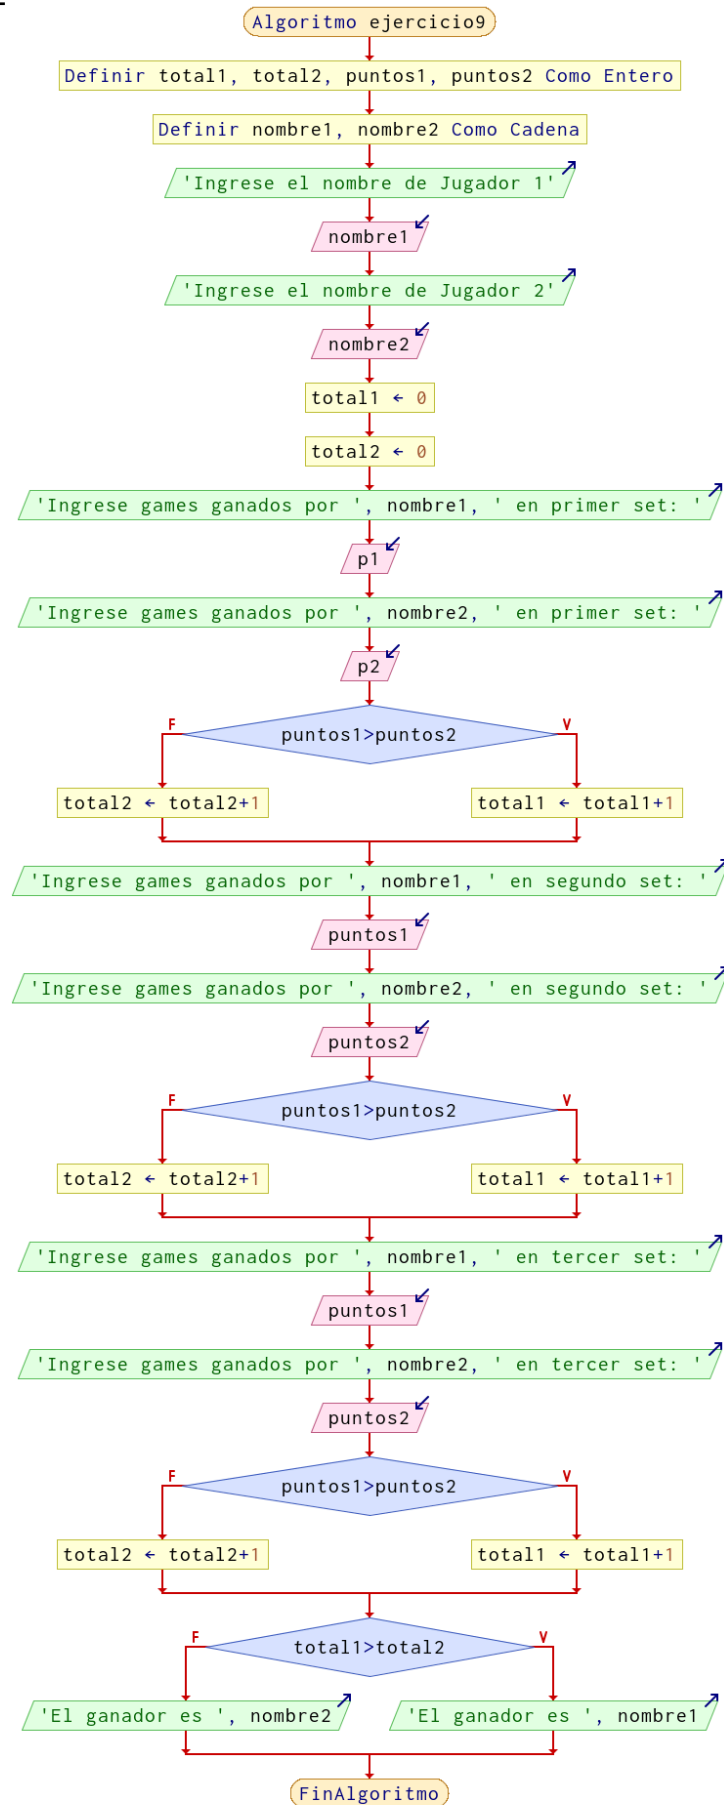 Algoritmo ejercicio9
Definir total1, total2, puntos1, puntos2 Como Entero
Definir nombre1, nombre2 Como Cadena
'Ingrese el nombre de Jugador 1'
nombre1
'Ingrese el nombre de Jugador 2'
nombre2
total1 ← 0
total2 ← 0
'Ingrese games ganados por ', nombre1, ' en primer set: '
p1
'Ingrese games ganados por ', nombre2, ' en primer set: '
p2
F
V
puntos1>puntos2
total2 ← total2+1
total1 ← total1+1
'Ingrese games ganados por ', nombre1, ' en segundo set: '
puntos1
'Ingrese games ganados por ', nombre2, ' en segundo set: '
puntos2
F
V
puntos1>puntos2
total2 ← total2+1
total1 ← total1+1
'Ingrese games ganados por ', nombre1, ' en tercer set: '
puntos1
'Ingrese games ganados por ', nombre2, ' en tercer set: '
puntos2
F
V
puntos1>puntos2
total2 ← total2+1
total1 ← total1+1
F
V
total1>total2
'El ganador es ', nombre2
'El ganador es ', nombre1
FinAlgoritmo